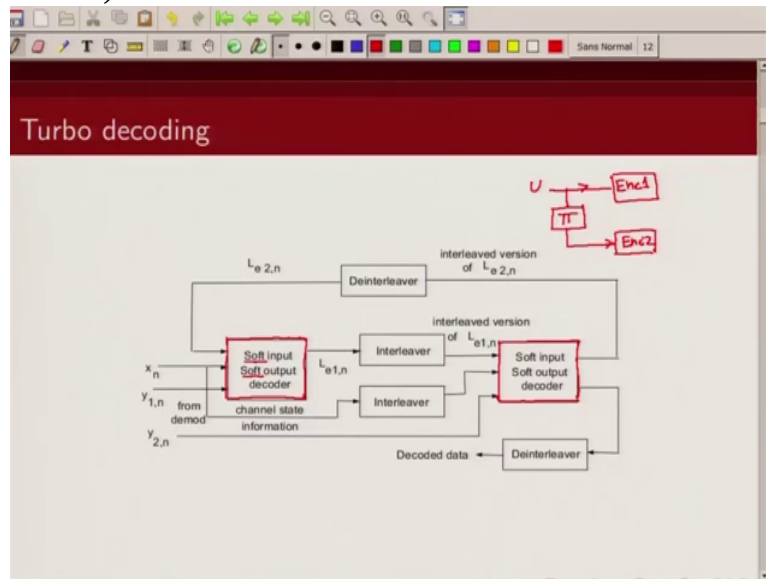 Sans Normal 12
Turbo decoding
U
Enc1
π
Enc2
L e 2,n
Deinterleaver
interleaved version
of L e 2,n
interleaved version
of L e1,n
Soft input
Soft output
decoder
L e1,n
Interleaver
Soft input
Soft output
decoder
x n
y 1,n
from
demod
channel state
information
Interleaver
y 2,n
Decoded data
Deinterleaver